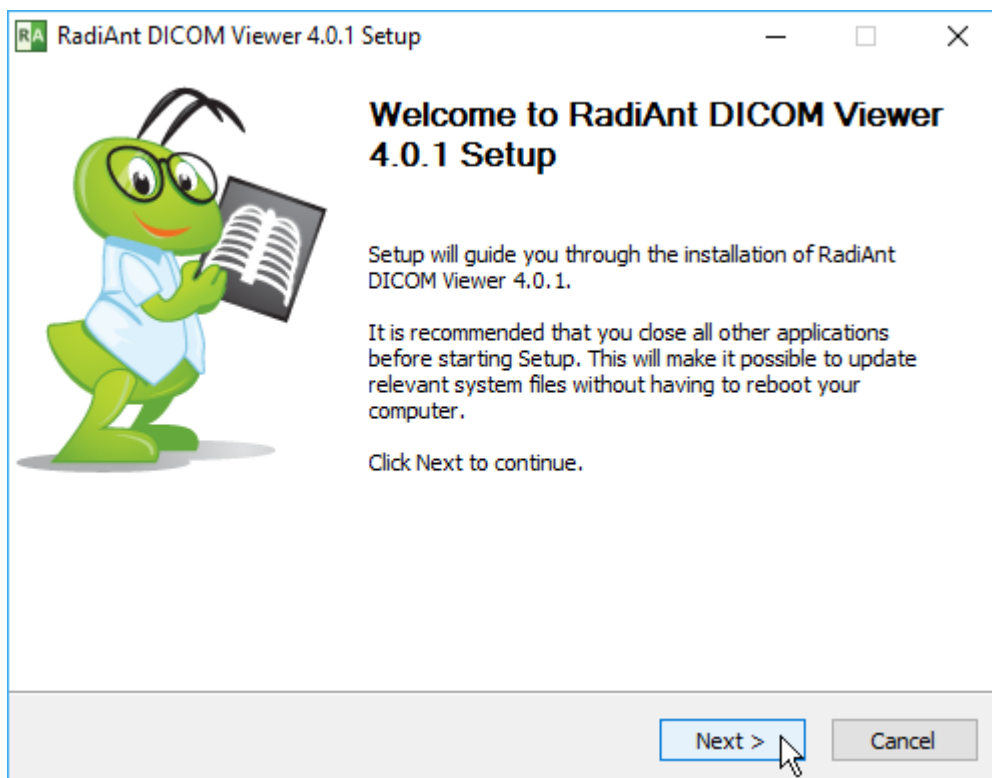 RA RadiAnt DICOM Viewer 4.0.1 Setup
Welcome to RadiAnt DICOM Viewer
4.0.1 Setup
Setup will guide you through the installation of RadiAnt
DICOM Viewer 4.0.1.
It is recommended that you close all other applications
before starting Setup. This will make it possible to update
relevant system files without having to reboot your
computer.
Click Next to continue.
Next > Cancel